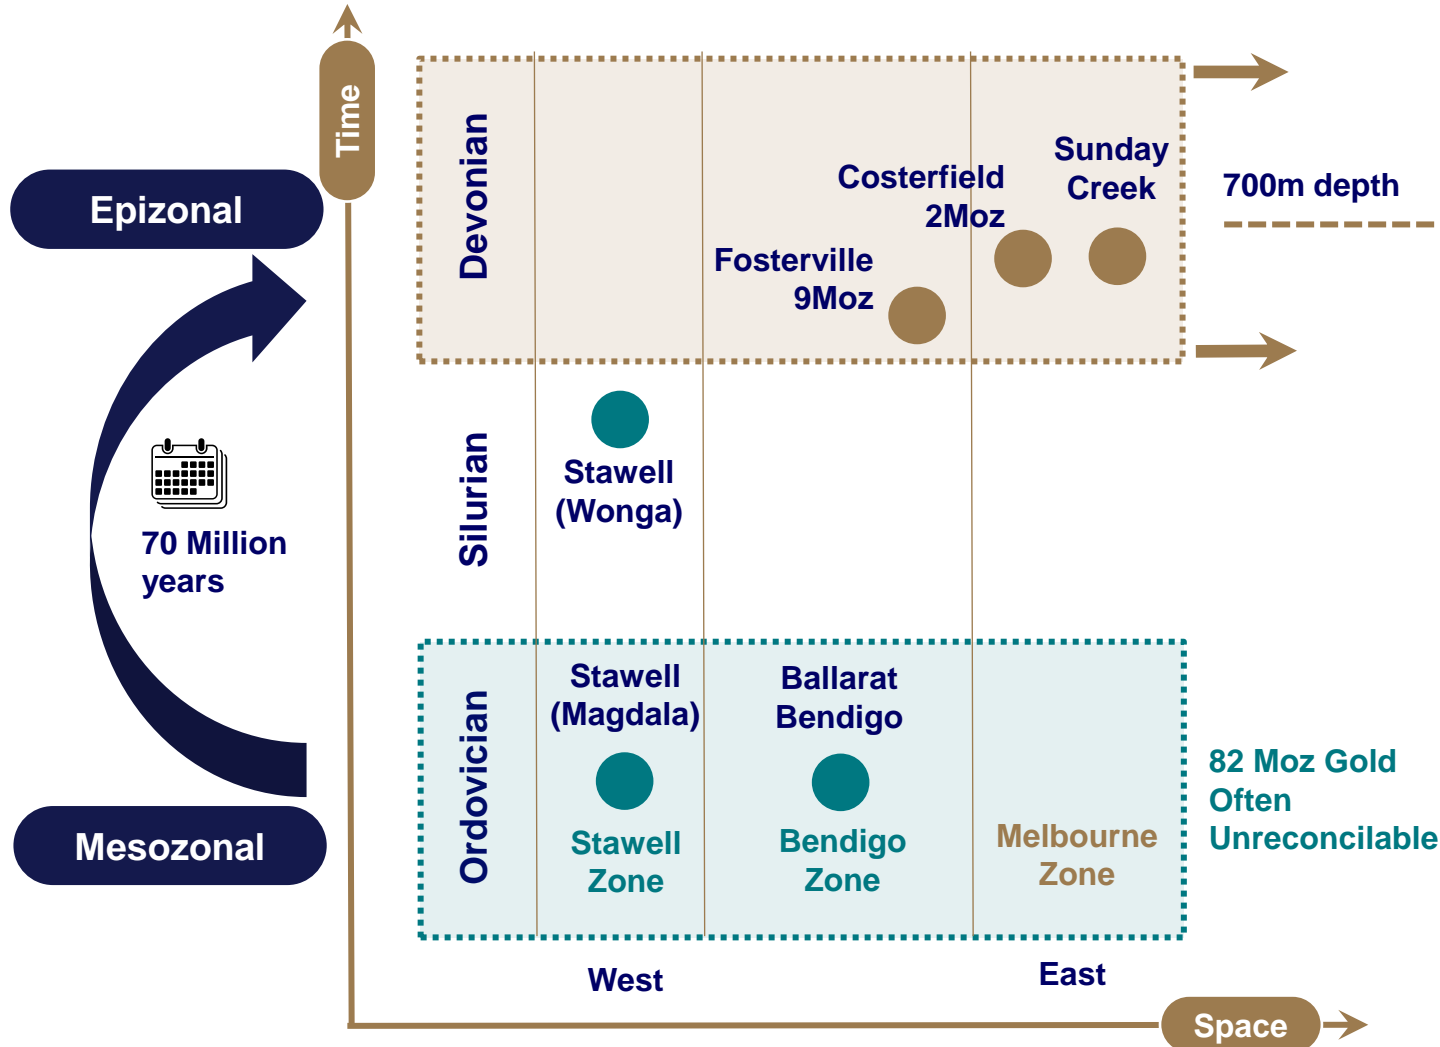 Time
Epizonal
Devonian
Sunday
Creek
Costerfield
2Moz
Fosterville
9Moz
700m depth
70 Million
years
Silurian
Stawell
(Wonga)
Mesozonal
Ordovician
Stawell
(Magdala)
Ballarat
Bendigo
Stawell
Zone
Bendigo
Zone
Melbourne
Zone
82 Moz Gold
Often
Unreconcilable
West
East
Space